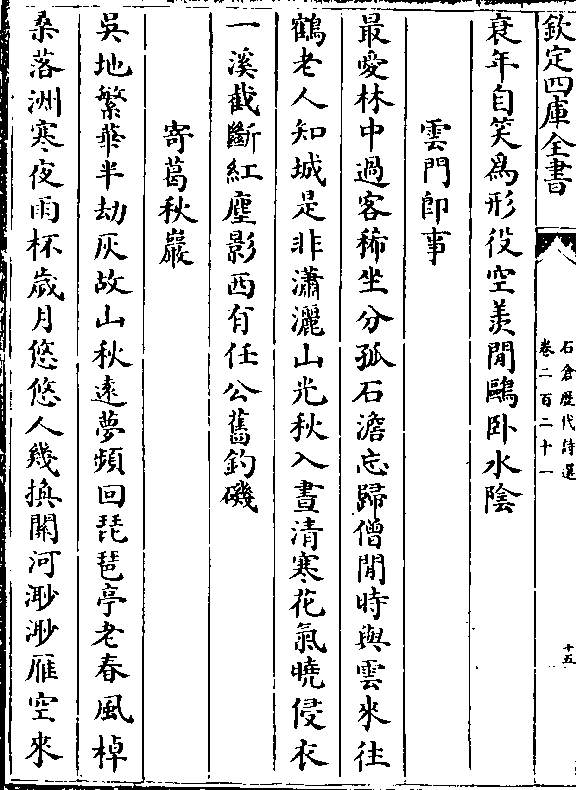 欽定四庫全書
石倉歷代詩選
卷二百二十一
十五
衰年自笑為形役空羨閒鷗卧水陰
雲門即事
最愛林中過客稀坐分孤石澹忘歸僧閒時與雲來往
鶴老人知城是非瀟灑山光秋入晝清寒花氣曉侵衣
一溪截斷紅塵影西有任公舊釣磯
寄葛秋巖
吳地繁華半劫灰故山秋遠夢頻回琵琶亭老春風棹
桑落洲寒夜雨杯歲月悠悠人幾換關河渺渺雁空來